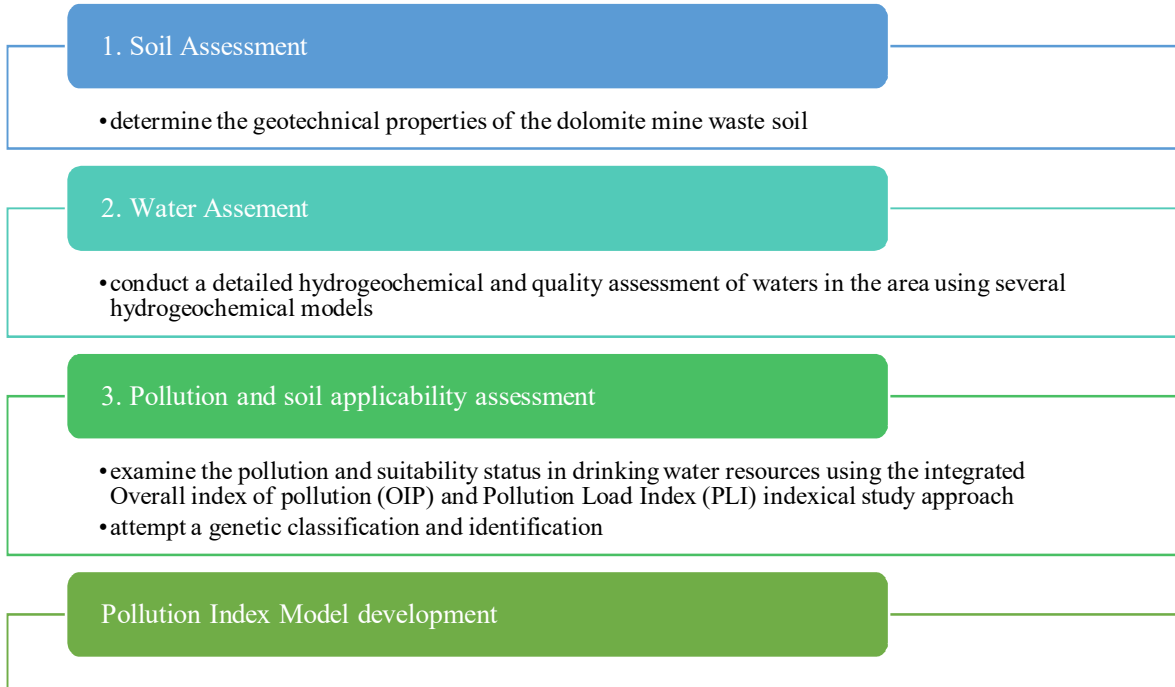 1. Soil Assessment
•determine the geotechnical properties of the dolomite mine waste soil
2. Water Assement
•conduct a detailed hydrogeochemical and quality assessment of waters in the area using several
hydrogeochemical models
3. Pollution and soil applicability assessment
•examine the pollution and suitability status in drinking water resources using the integrated
Overall index of pollution (OIP) and Pollution Load Index (PLI) indexical study approach
•attempt a genetic classification and identification
Pollution Index Model development